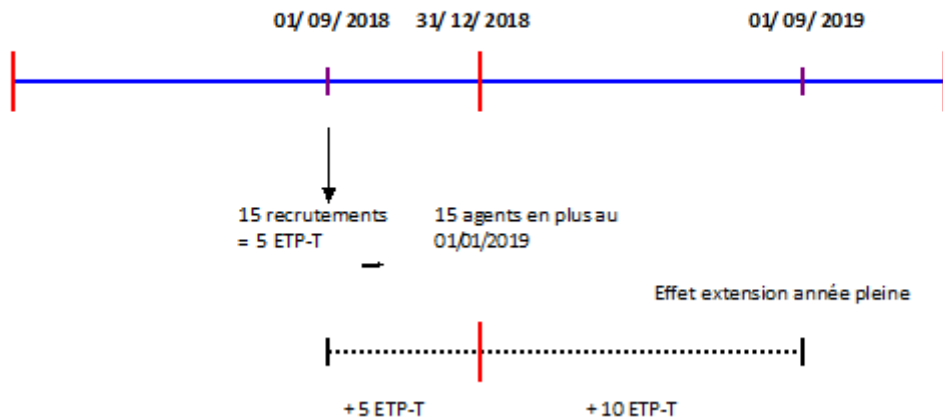 01/ 09/ 2018 31/ 12/ 2018 01/ 09/ 2019
15 recrutements
= 5 ETP-T
15 agents en plus au
01/01/2019
Effet extension année pleine
+ 5 ETP-T +10 ETP-T